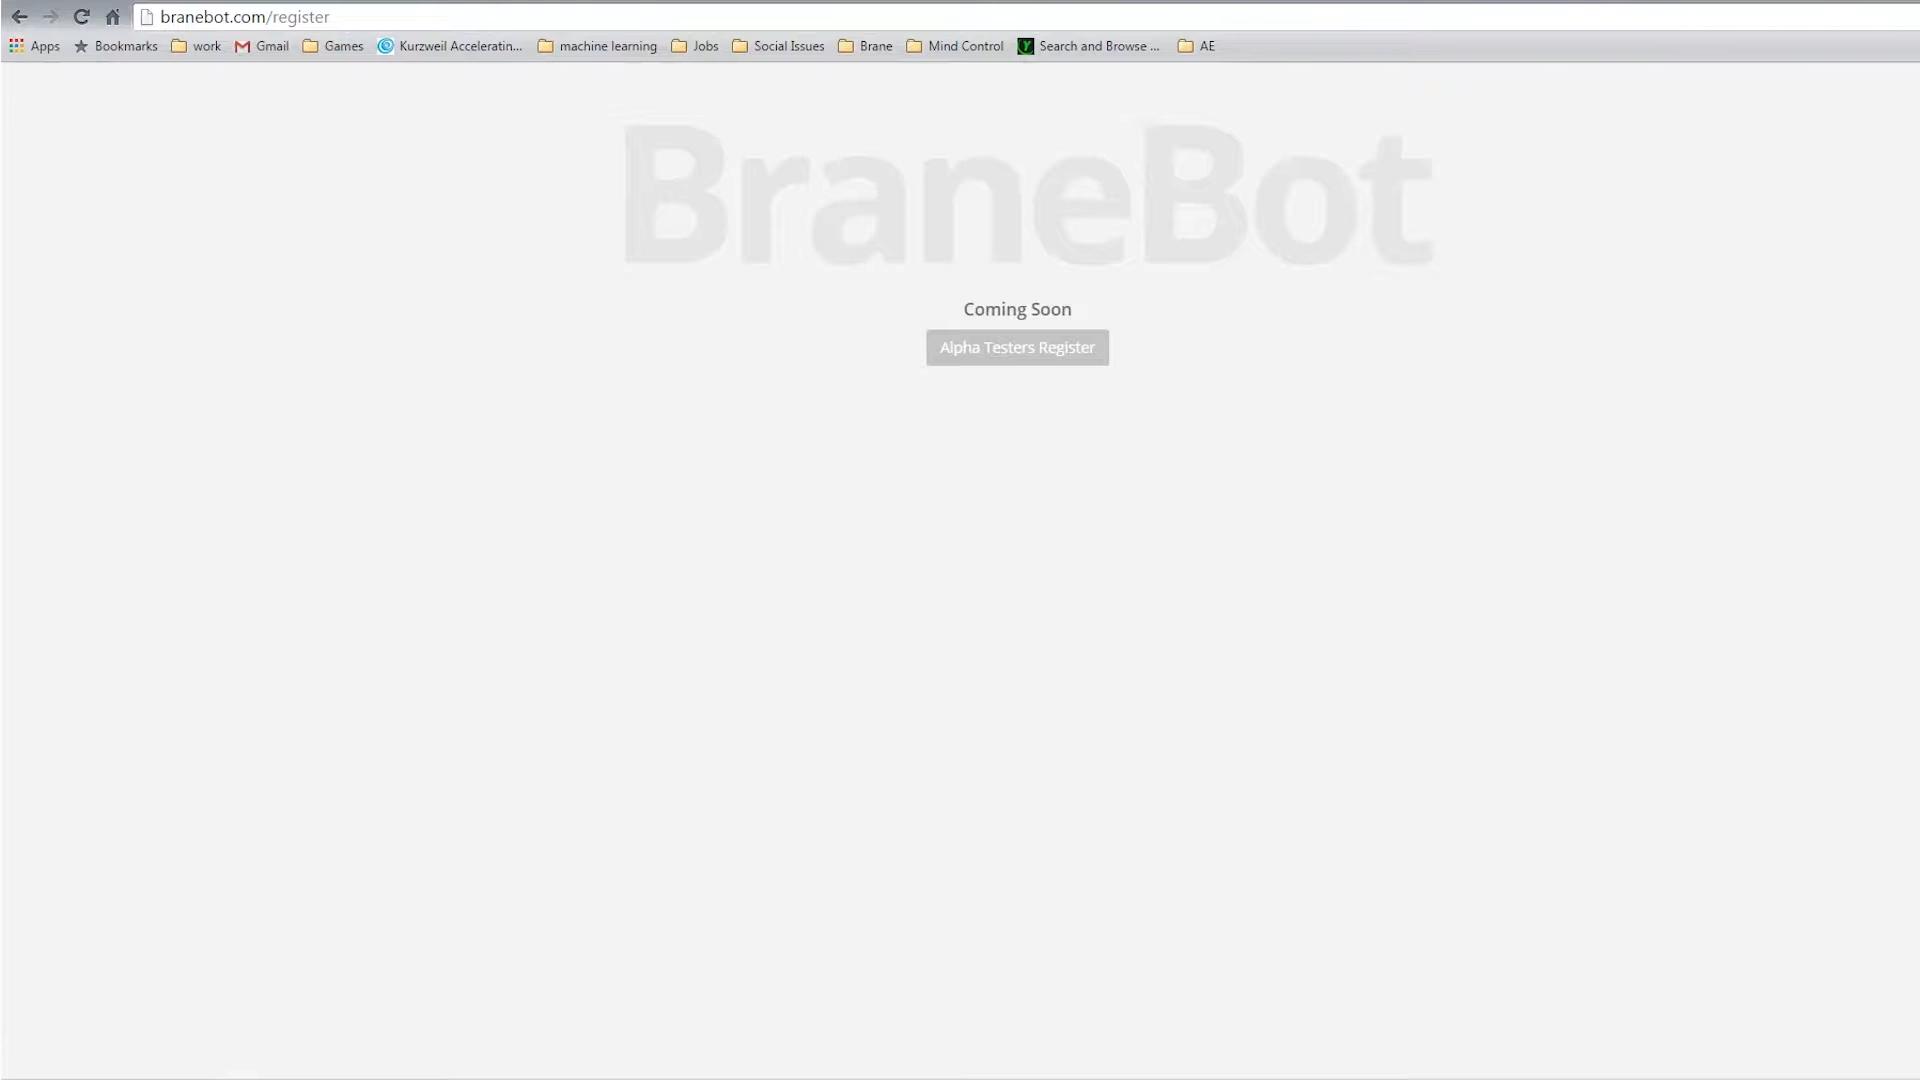 branebot.com/register
Apps Bookmarks work Gmail Games Kurzweil Acceleratin... machine learning Jobs Social Issues Brane Mind Control Search and Browse ... AE
BraneBot
Coming Soon
Alpha Testers Register